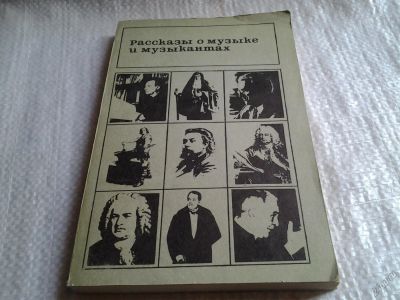 Рассказы о музыке
и музыкантах